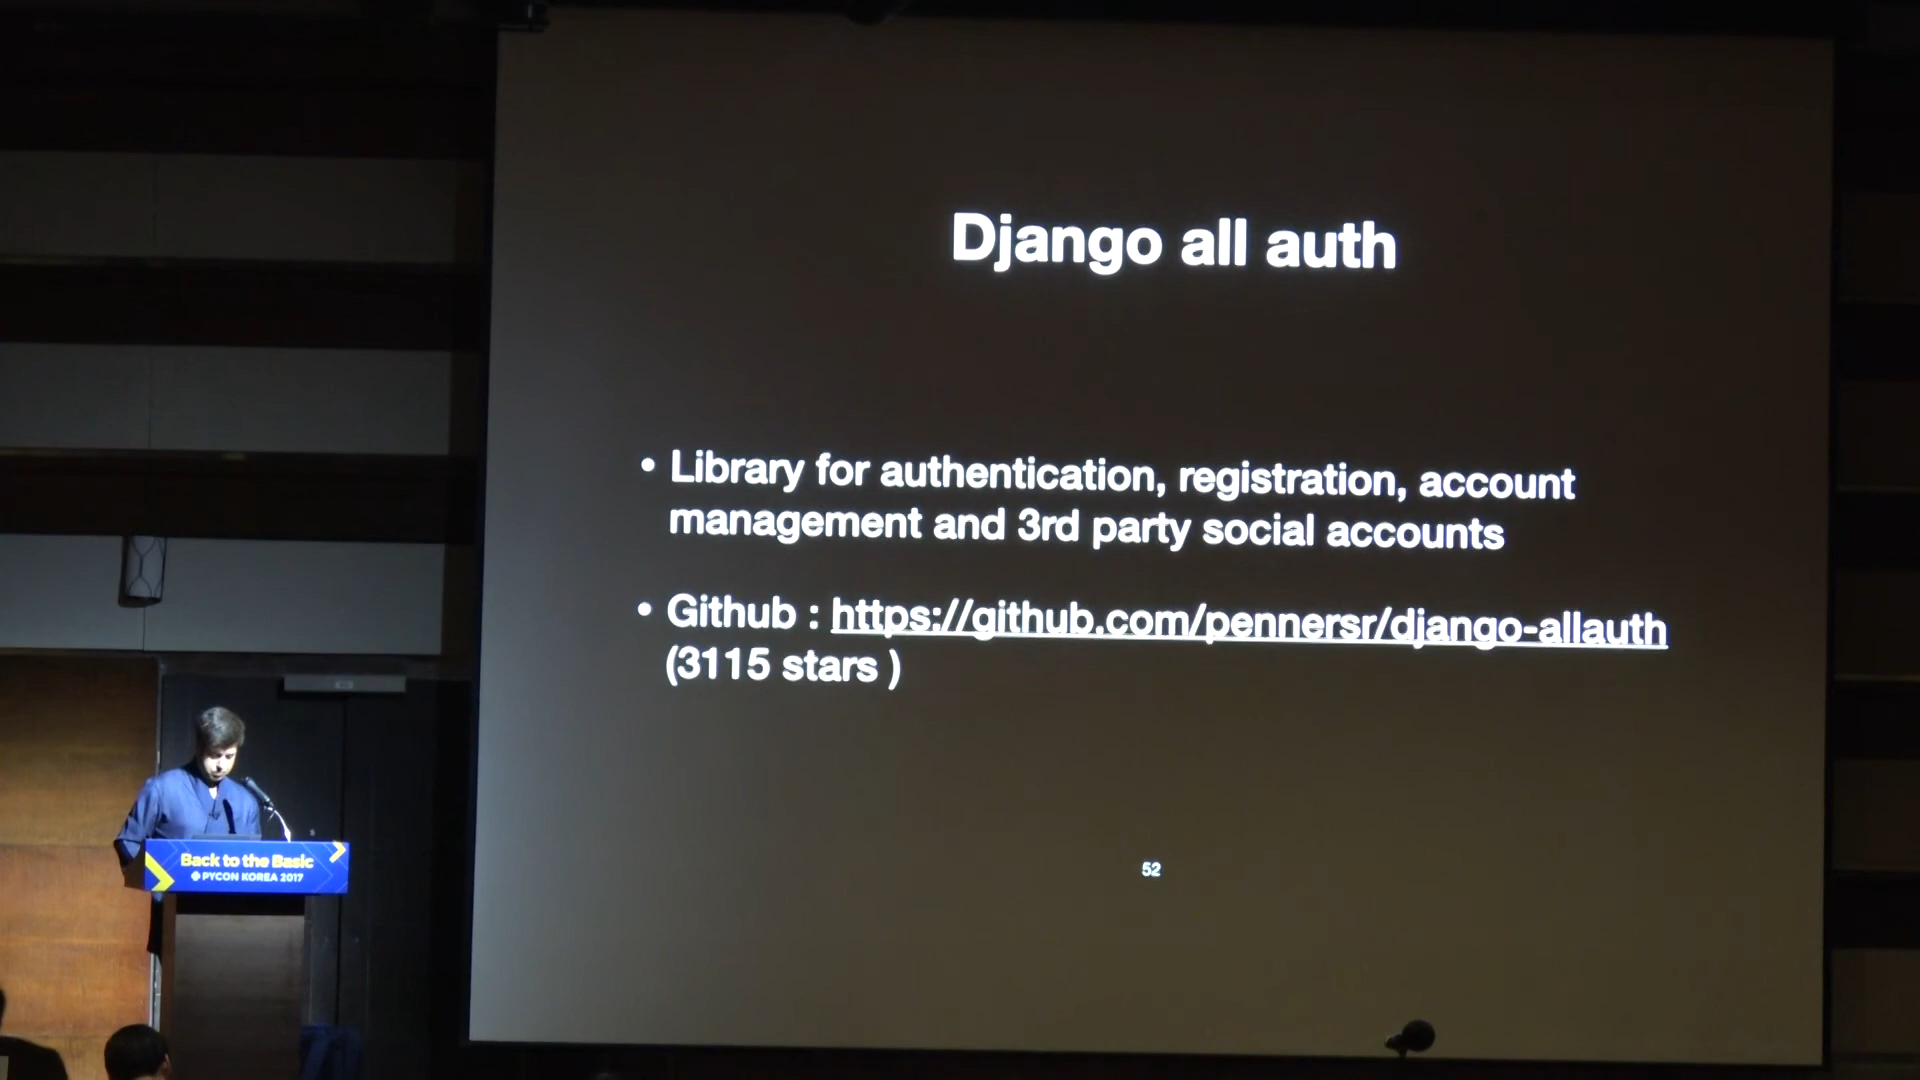 Django all auth
• Library for authentication, registration, account
management and 3rd party social accounts
• Github : https://github.com/pennersr/django-allauth
(3115 stars )
52
Back to the Basic
PYCON KOREA 2017